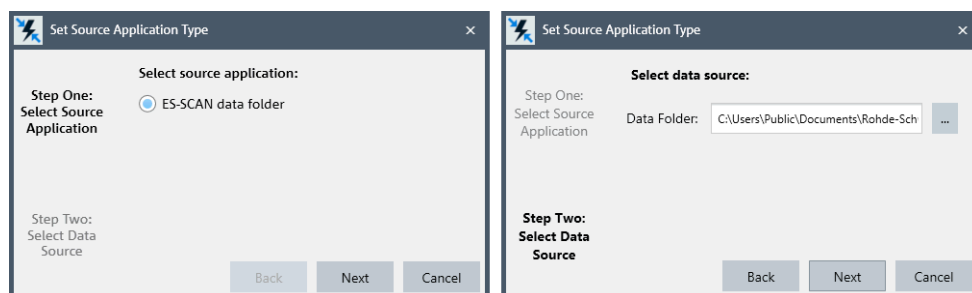 Set Source Application Type
Select source application:
Step One:
Select Source
Application
ES-SCAN data folder
Step Two:
Select Data
Source
Back
Next
Cancel
Set Source Application Type
Select data source:
Step One:
Select Source
Application
Data Folder:
C:\Users\Public\Documents\Rohde-Sch
...
Step Two:
Select Data
Source
Back
Next
Cancel